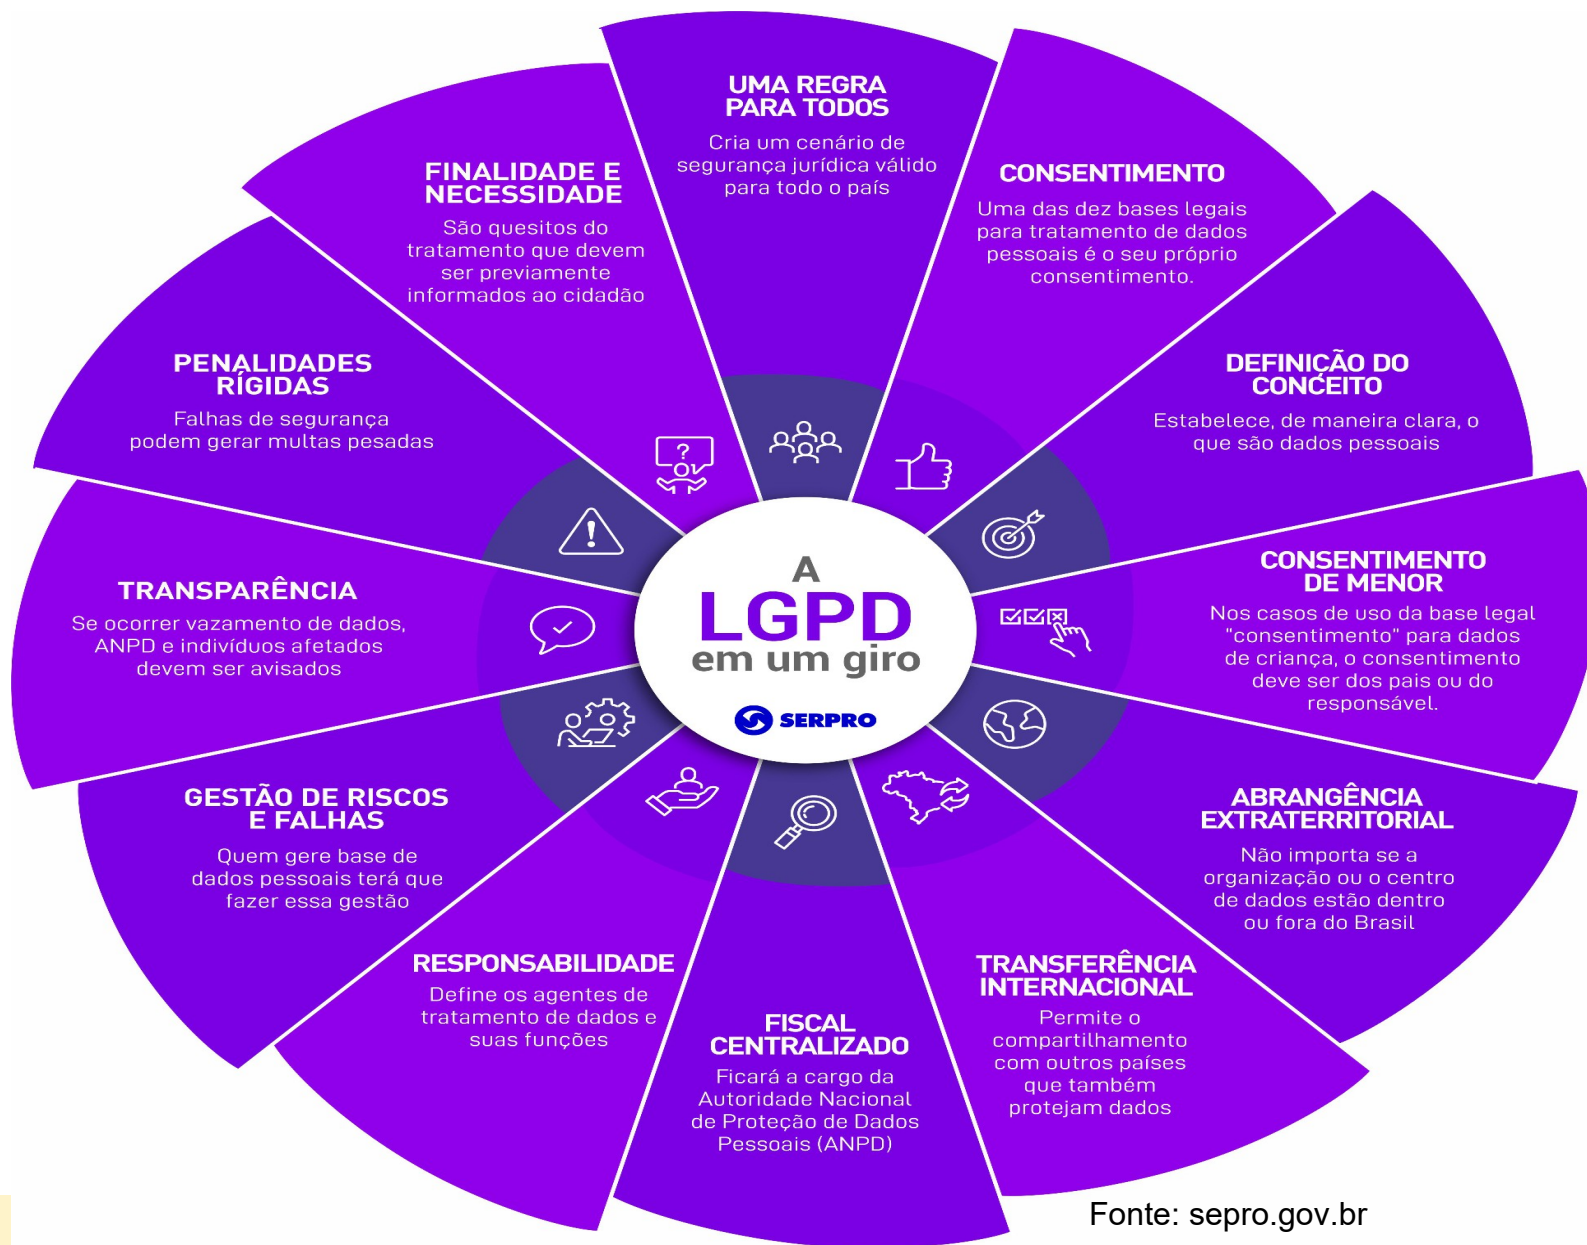 UMA REGRA
PARA TODOS
Cria um cenário de
segurança jurídica válido
para todo o país
CONSENTIMENTO
Uma das dez bases legais
para tratamento de dados
pessoais é o seu próprio
consentimento.
DEFINIÇÃO DO
CONCEITO
Estabelece, de maneira clara, o
que são dados pessoais
CONSENTIMENTO
DE MENOR
Nos casos de uso da base legal
"consentimento" para dados
de criança, o consentimento
deve ser dos pais ou do
responsável.
ABRANGÊNCIA
EXTRATERRITORIAL
Não importa se a
organização ou o centro
de dados estão dentro
ou fora do Brasil
TRANSFERÊNCIA
INTERNACIONAL
Permite o
compartilhamento
com outros países
que também
protejam dados
FISCAL
CENTRALIZADO
Ficará a cargo da
Autoridade Nacional
de Proteção de Dados
Pessoais (ANPD)
RESPONSABILIDADE
Define os agentes de
tratamento de dados e
suas funções
GESTÃO DE RISCOS
E FALHAS
Quem gere base de
dados pessoais terá que
fazer essa gestão
TRANSPARÊNCIA
Se ocorrer vazamento de dados,
ANPD e indivíduos afetados
devem ser avisados
PENALIDADES
RÍGIDAS
Falhas de segurança
podem gerar multas pesadas
FINALIDADE E
NECESSIDADE
São quesitos do
tratamento que devem
ser previamente
informados ao cidadão
?
!
A
LGPD
em um giro
SERPRO
Fonte: sepro.gov.br